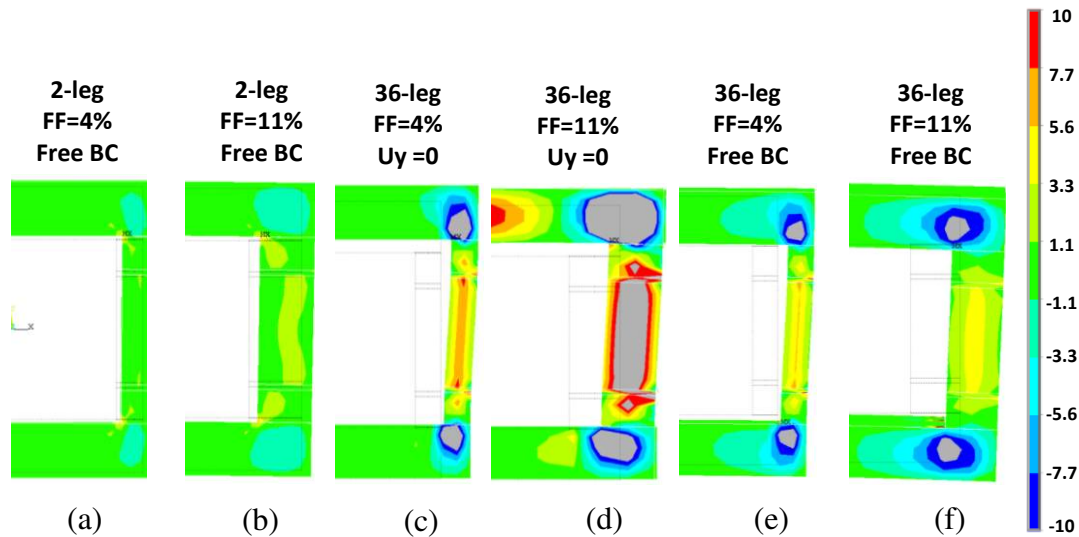 2-leg
FF=4%
Free BC
2-leg
FF=11%
Free BC
36-leg
FF=4%
Uy =0
36-leg
FF=11%
Uy =0
36-leg
FF=4%
Free BC
36-leg
FF=11%
Free BC
10
7.7
5.6
3.3
1.1
-1.1
-3.3
-5.6
-7.7
-10
MX
X
(a)
(b)
(c)
(d)
(e)
(f)